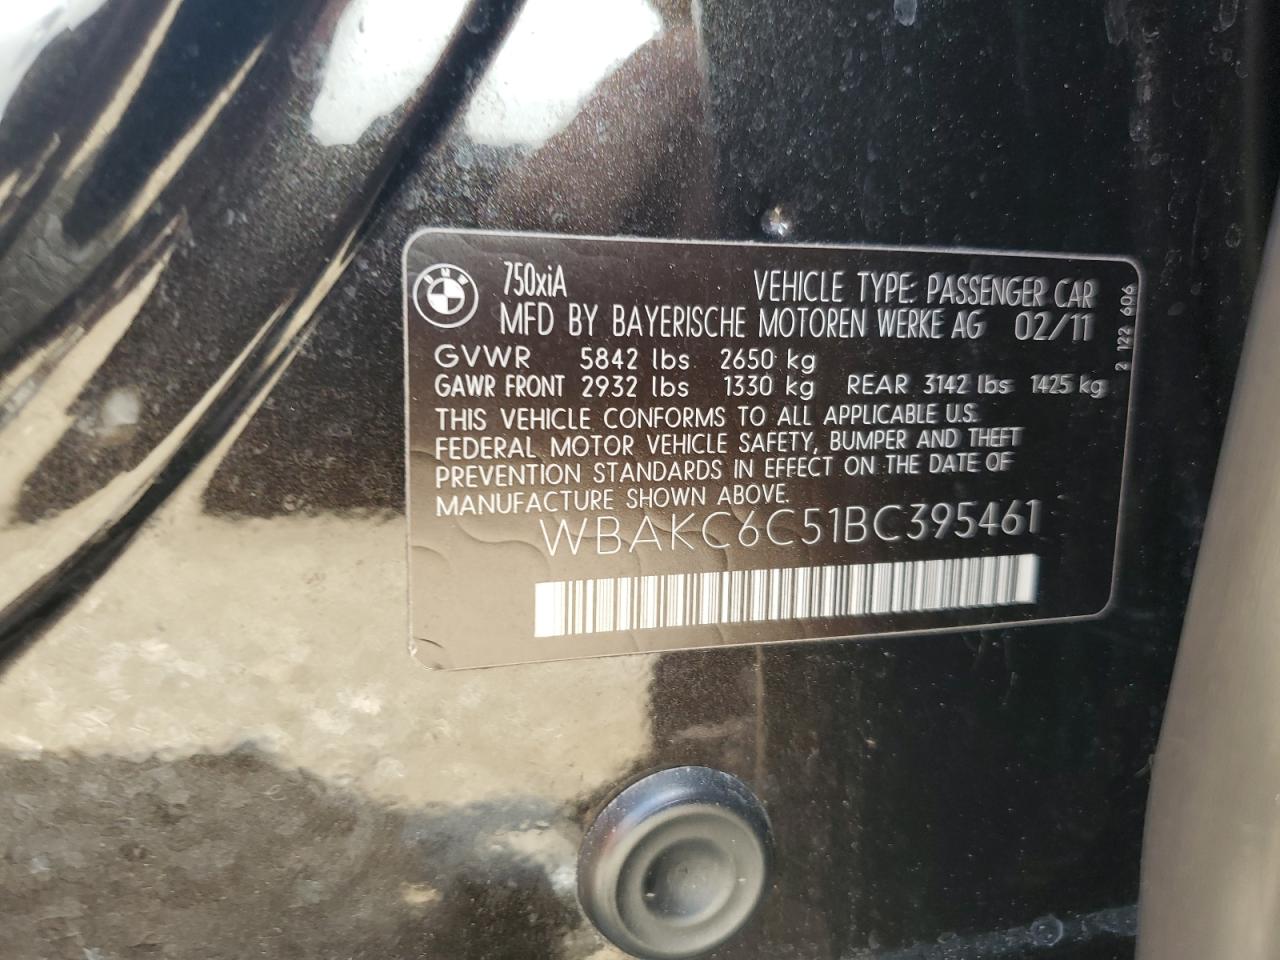 BMW
750xiA VEHICLE TYPE: PASSENGER CAR
MFD BY BAYERISCHE MOTOREN WERKE AG 02/11
GVWR 5842 lbs 2650 kg
GAWR FRONT 2932 lbs 1330 kg REAR 3142 lbs 1425 kg
THIS VEHICLE CONFORMS TO ALL APPLICABLE U.S.
FEDERAL MOTOR VEHICLE SAFETY, BUMPER AND THEFT
PREVENTION STANDARDS IN EFFECT ON THE DATE OF
MANUFACTURE SHOWN ABOVE.
WBAKC6C51BC395461
2 122 606